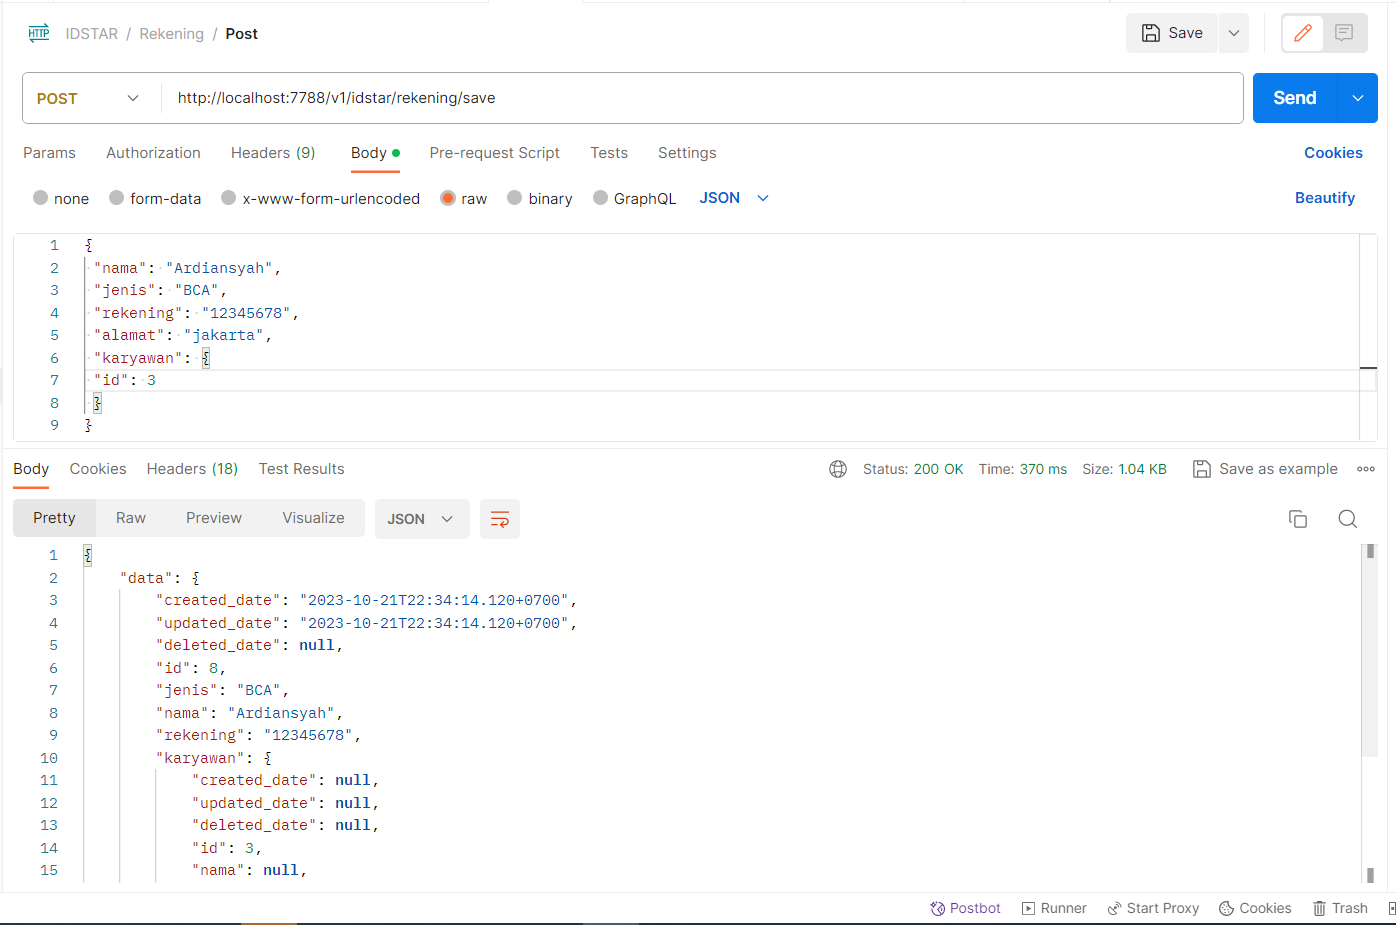 HTTP IDSTAR / Rekening / Post Save
POST http://localhost:7788/v1/idstar/rekening/save Send
Params Authorization Headers (9) Body Pre-request Script Tests Settings Cookies
none form-data x-www-form-urlencoded raw binary GraphQL JSON Beautify
1 {
2 "nama": "Ardiansyah",
3 "jenis": "BCA",
4 "rekening": "12345678",
5 "alamat": "jakarta",
6 "karyawan": {
7 "id": 3
8 }
9 }
Body Cookies Headers (18) Test Results Status: 200 OK Time: 370 ms Size: 1.04 KB Save as example
Pretty Raw Preview Visualize JSON
1 {
2 "data": {
3 "created_date": "2023-10-21T22:34:14.120+0700",
4 "updated_date": "2023-10-21T22:34:14.120+0700",
5 "deleted_date": null,
6 "id": 8,
7 "jenis": "BCA",
8 "nama": "Ardiansyah",
9 "rekening": "12345678",
10 "karyawan": {
11 "created_date": null,
12 "updated_date": null,
13 "deleted_date": null,
14 "id": 3,
15 "nama": null,
Postbot Runner Start Proxy Cookies Trash